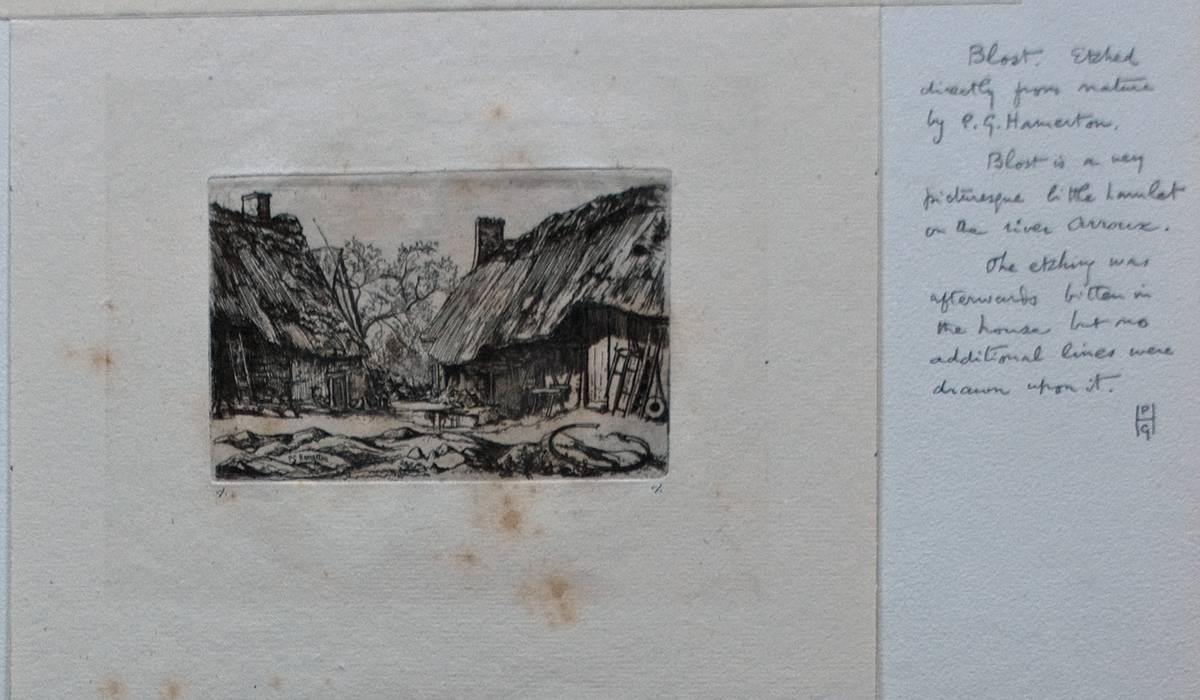 Blost. Etched
directly from nature
by P. G. Hamerton.
Blost is a very
picturesque little hamlet
on the river Arroux.
The etching was
afterwards bitten in
the house but no
additional lines were
drawn upon it.
P
G